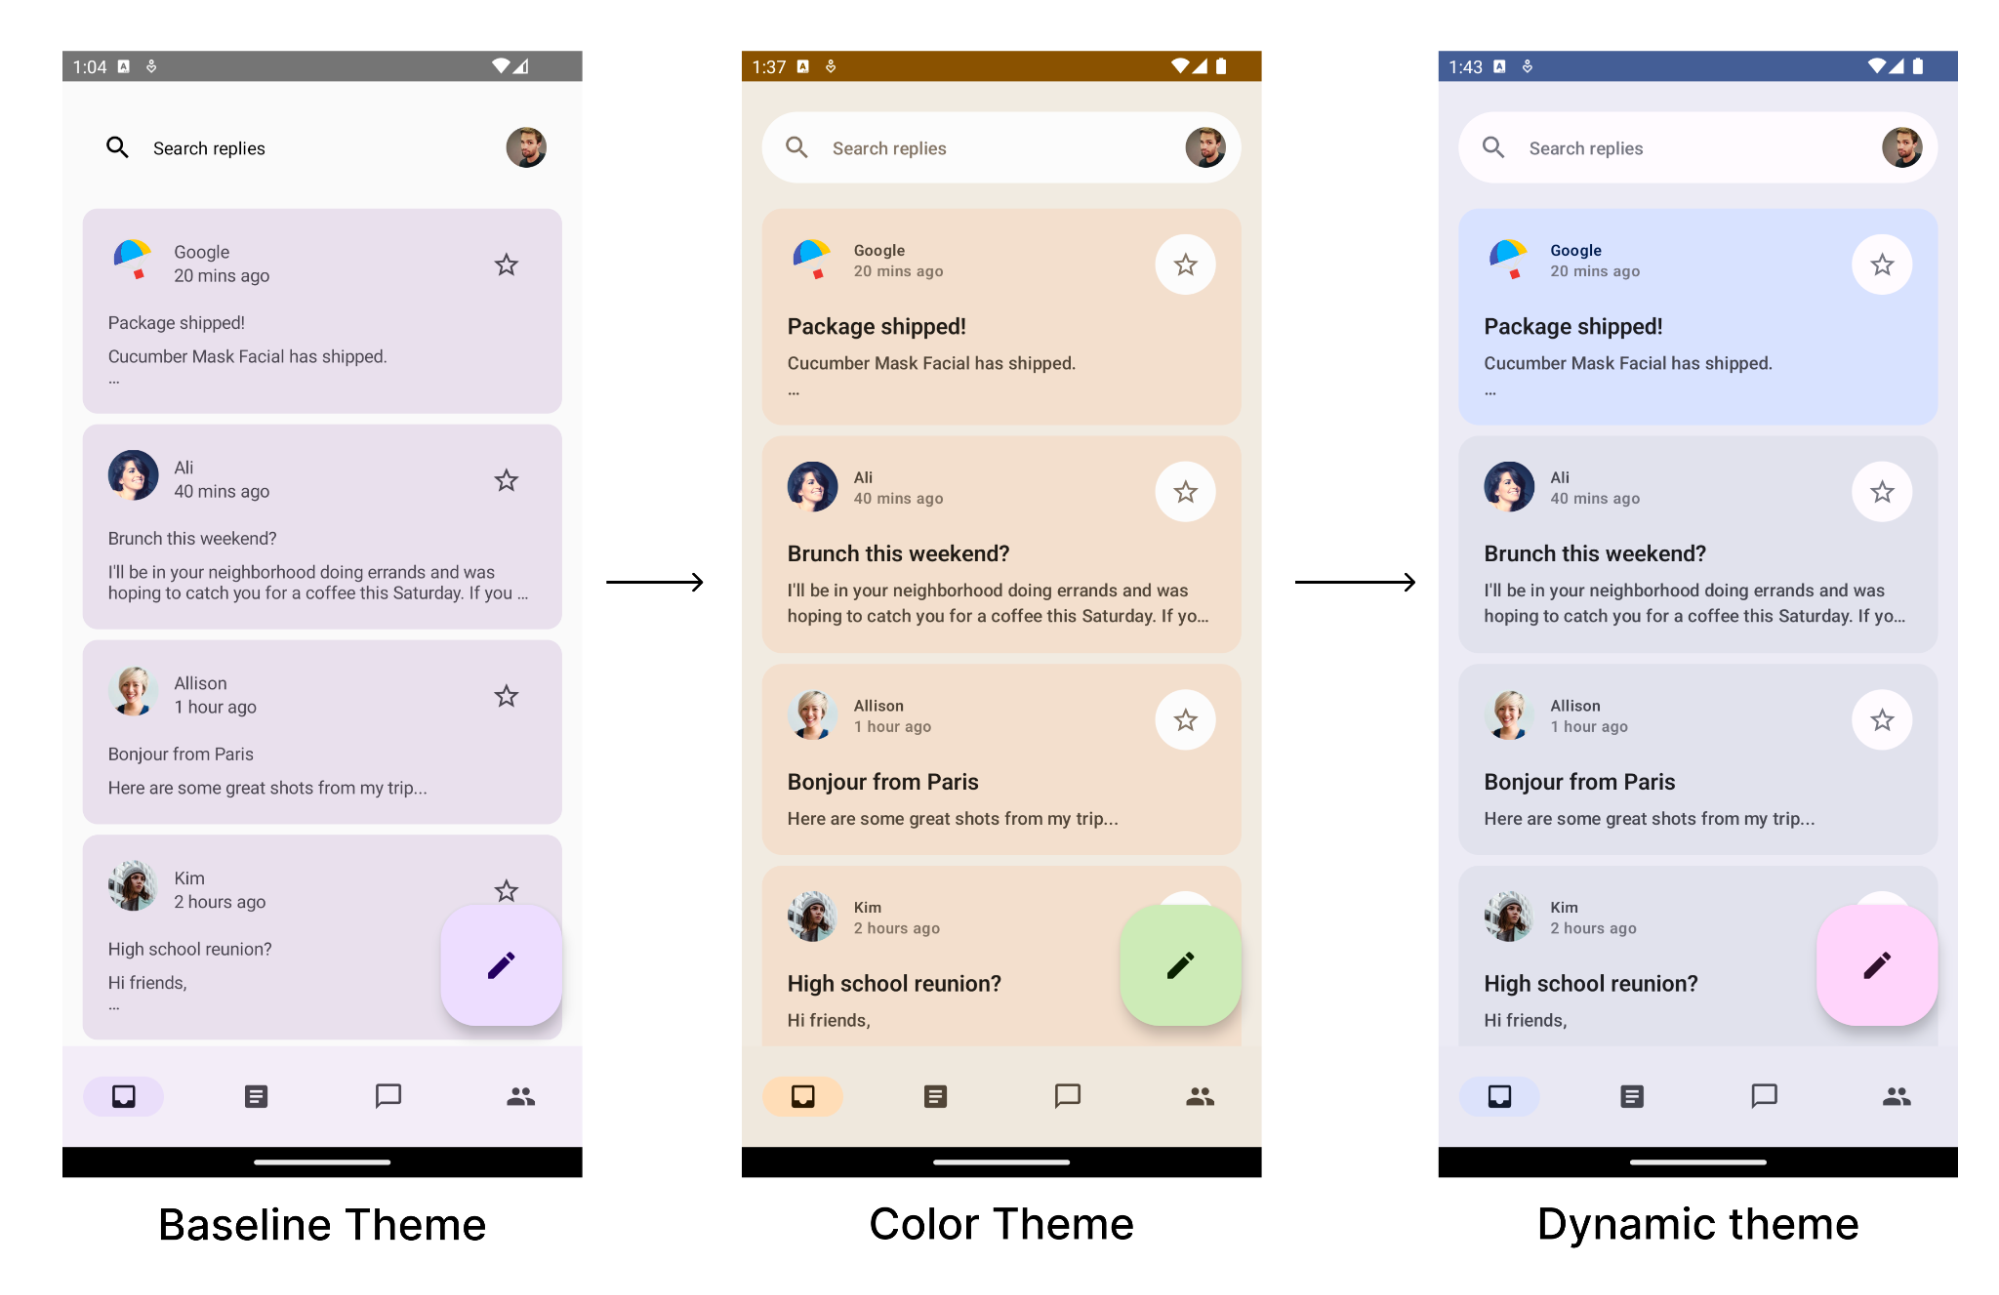 1:04
Search replies
Google
20 mins ago
Package shipped!
Cucumber Mask Facial has shipped.
...
Ali
40 mins ago
Brunch this weekend?
I'll be in your neighborhood doing errands and was
hoping to catch you for a coffee this Saturday. If you ...
Allison
1 hour ago
Bonjour from Paris
Here are some great shots from my trip...
Kim
2 hours ago
High school reunion?
Hi friends,
...
Baseline Theme
1:37
Search replies
Google
20 mins ago
Package shipped!
Cucumber Mask Facial has shipped.
...
Ali
40 mins ago
Brunch this weekend?
I'll be in your neighborhood doing errands and was
hoping to catch you for a coffee this Saturday. If yo...
Allison
1 hour ago
Bonjour from Paris
Here are some great shots from my trip...
Kim
2 hours ago
High school reunion?
Hi friends,
Color Theme
1:43
Search replies
Google
20 mins ago
Package shipped!
Cucumber Mask Facial has shipped.
...
Ali
40 mins ago
Brunch this weekend?
I'll be in your neighborhood doing errands and was
hoping to catch you for a coffee this Saturday. If yo...
Allison
1 hour ago
Bonjour from Paris
Here are some great shots from my trip...
Kim
2 hours ago
High school reunion?
Hi friends,
Dynamic theme